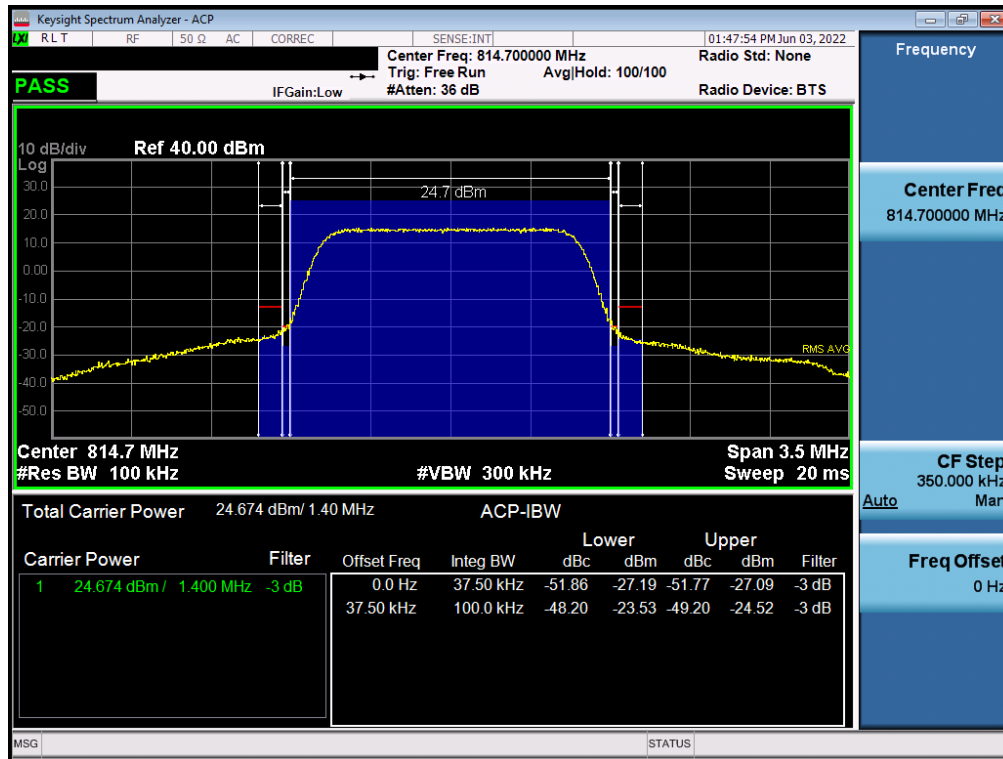 Keysight Spectrum Analyzer - ACP
LXI RLT RF 50 Ω AC CORREC SENSE:INT 01:47:54 PM Jun 03, 2022
Center Freq: 814.700000 MHz Radio Std: None
Trig: Free Run Avg|Hold: 100/100
PASS IFGain:Low #Atten: 36 dB Radio Device: BTS
10 dB/div Ref 40.00 dBm
Log
30.0
24.7 dBm
20.0
10.0
0.00
-10.0
-20.0
-30.0
RMS AVG
-40.0
-50.0
Center 814.7 MHz Span 3.5 MHz
#Res BW 100 kHz #VBW 300 kHz Sweep 20 ms
Total Carrier Power 24.674 dBm/ 1.40 MHz ACP-IBW
Lower Upper
Carrier Power Filter Offset Freq Integ BW dBc dBm dBc dBm Filter
1 24.674 dBm / 1.400 MHz -3 dB 0.0 Hz 37.50 kHz -51.86 -27.19 -51.77 -27.09 -3 dB
37.50 kHz 100.0 kHz -48.20 -23.53 -49.20 -24.52 -3 dB
MSG STATUS
Frequency
Center Freq
814.700000 MHz
CF Step
350.000 kHz
Auto Man
Freq Offset
0 Hz